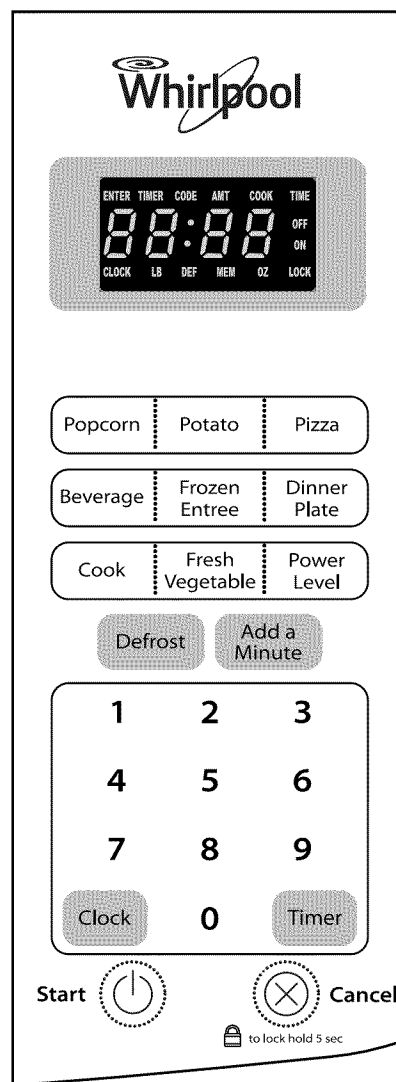 Whirlpool
ENTER TIMER CODE AMT COOK TIME
88:88 OFF
ON
CLOCK LB DEF MEM OZ LOCK
Popcorn Potato Pizza
Beverage Frozen Entree Dinner Plate
Cook Fresh Vegetable Power Level
Defrost Add a Minute
1 2 3
4 5 6
7 8 9
Clock 0 Timer
Start Cancel
to lock hold 5 sec